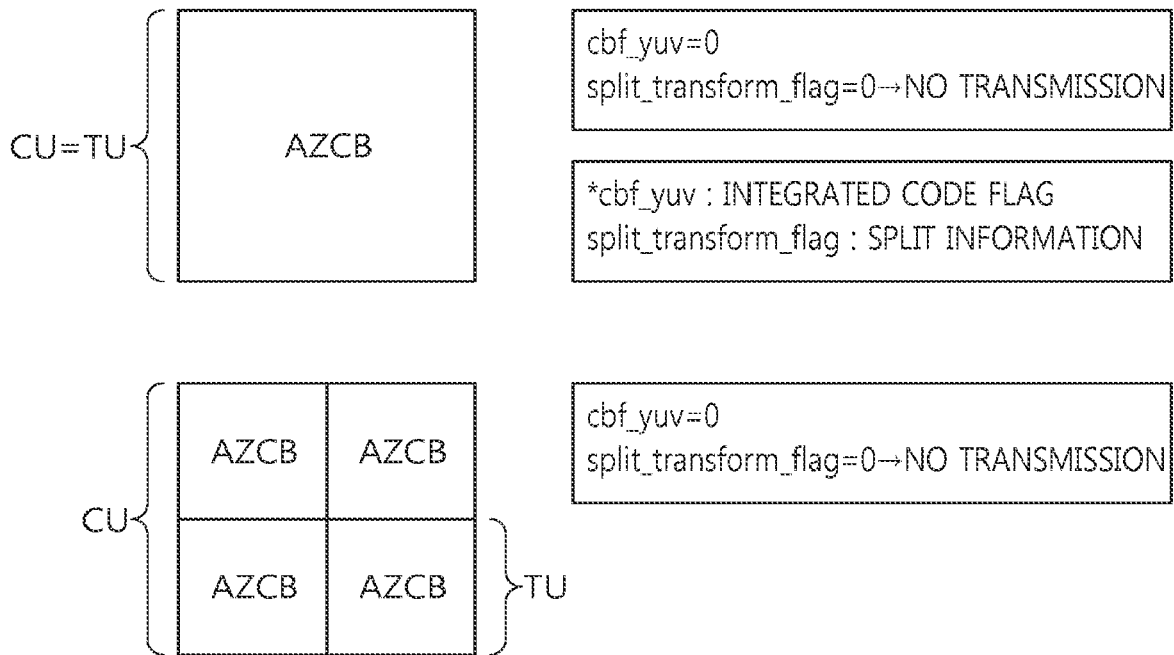 cbf_yuv=0
split_transform_flag=0→NO TRANSMISSION
CU=TU
AZCB
*cbf_yuv : INTEGRATED CODE FLAG
split_transform_flag : SPLIT INFORMATION
AZCB AZCB
cbf_yuv=0
split_transform_flag=0→NO TRANSMISSION
CU
AZCB AZCB
TU